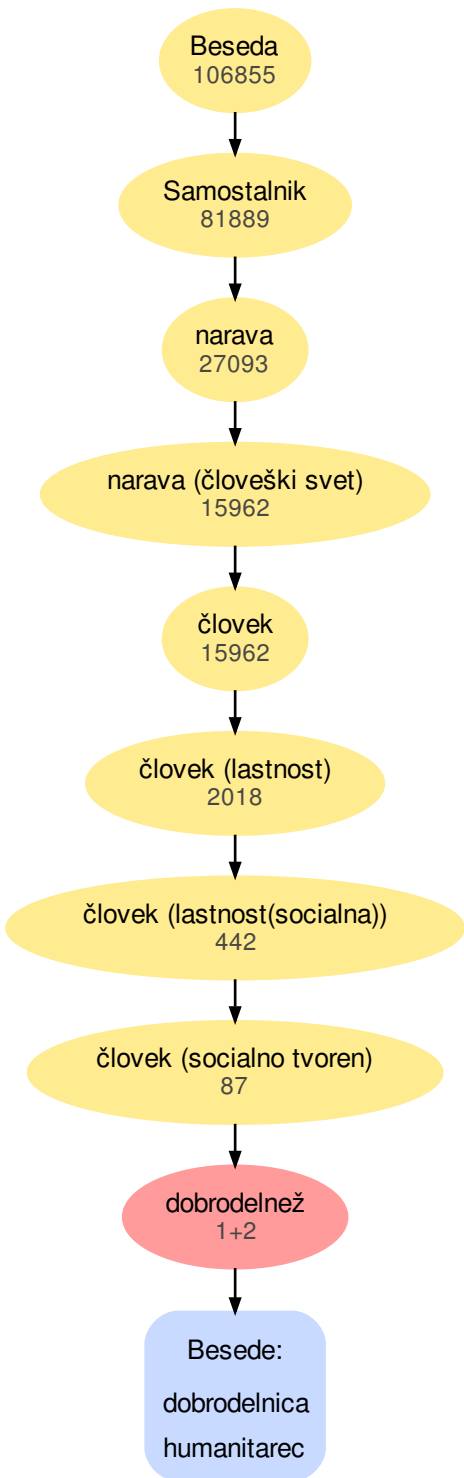 Beseda
106855
Samostalnik
81889
narava
27093
narava (človeški svet)
15962
človek
15962
človek (lastnost)
2018
človek (lastnost(socialna))
442
človek (socialno tvoren)
87
dobrodelnež
1+2
Besede:
dobrodelnica
humanitarec